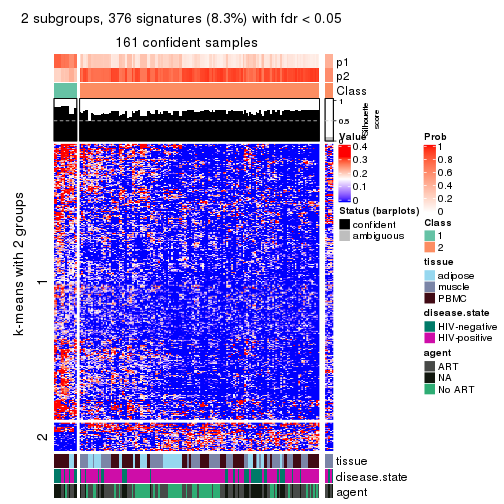 2 subgroups, 376 signatures (8.3%) with fdr < 0.05
161 confident samples
p1
p2
Class
1
0.5
0
Silhouette
score
k-means with 2 groups
1
2
tissue
disease.state
agent
Value
0.4
0.3
0.2
0.1
0
Status (barplots)
confident
ambiguous
Prob
1
0.8
0.6
0.4
0.2
0
Class
1
2
tissue
adipose
muscle
PBMC
disease.state
HIV-negative
HIV-positive
agent
ART
NA
No ART